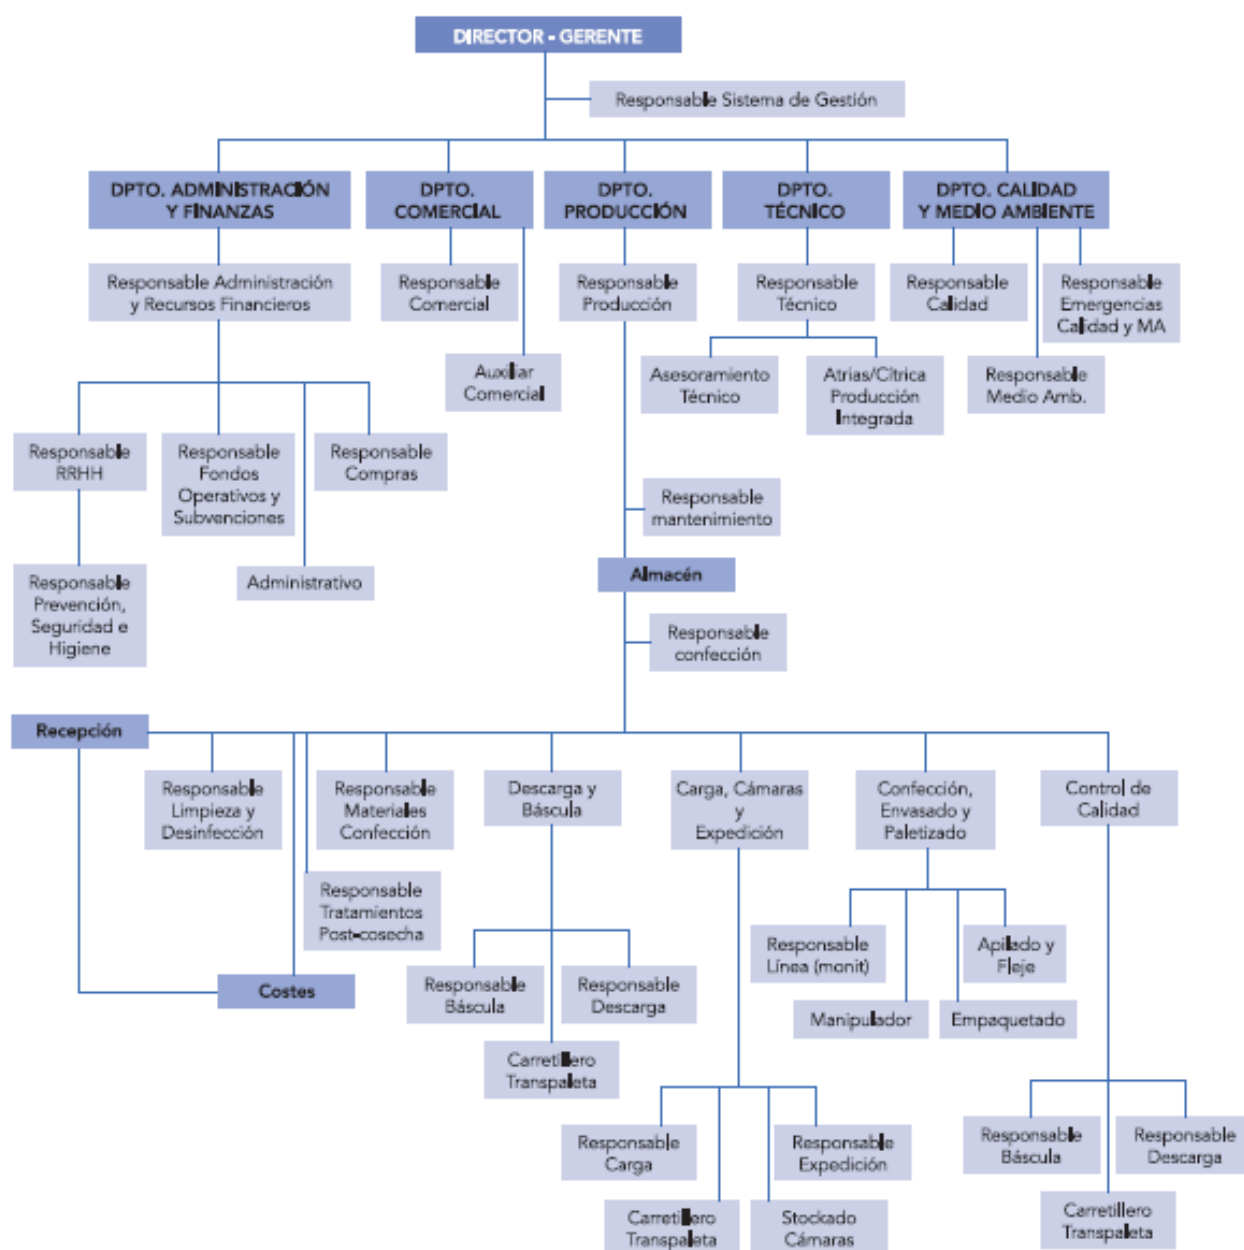 DIRECTOR - GERENTE
Responsable Sistema de Gestión
DPTO. ADMINISTRACIÓN
Y FINANZAS
DPTO.
COMERCIAL
DPTO.
PRODUCCIÓN
DPTO.
TÉCNICO
DPTO. CALIDAD
Y MEDIO AMBIENTE
Responsable Administración
y Recursos Financieros
Responsable
Comercial
Responsable
Producción
Responsable
Técnico
Responsable
Calidad
Responsable
Emergencias
Calidad y MA
Auxiliar
Comercial
Asesoramiento
Técnico
Atrias/Cítrica
Producción
Integrada
Responsable
Medio Amb.
Responsable
RRHH
Responsable
Fondos
Operativos y
Subvenciones
Responsable
Compras
Responsable
mantenimiento
Responsable
Prevención,
Seguridad e
Higiene
Administrativo
Almacén
Responsable
confección
Recepción
Responsable
Limpieza y
Desinfección
Responsable
Materiales
Confección
Descarga y
Báscula
Carga, Cámaras
y
Expedición
Confección,
Envasado y
Paletizado
Control de
Calidad
Responsable
Tratamientos
Post-cosecha
Costes
Responsable
Báscula
Responsable
Descarga
Responsable
Línea (monit)
Apilado y
Fleje
Manipulador
Empaquetado
Carretillero
Transpaleta
Responsable
Carga
Responsable
Expedición
Responsable
Báscula
Responsable
Descarga
Carretillero
Transpaleta
Stockado
Cámaras
Carretillero
Transpaleta